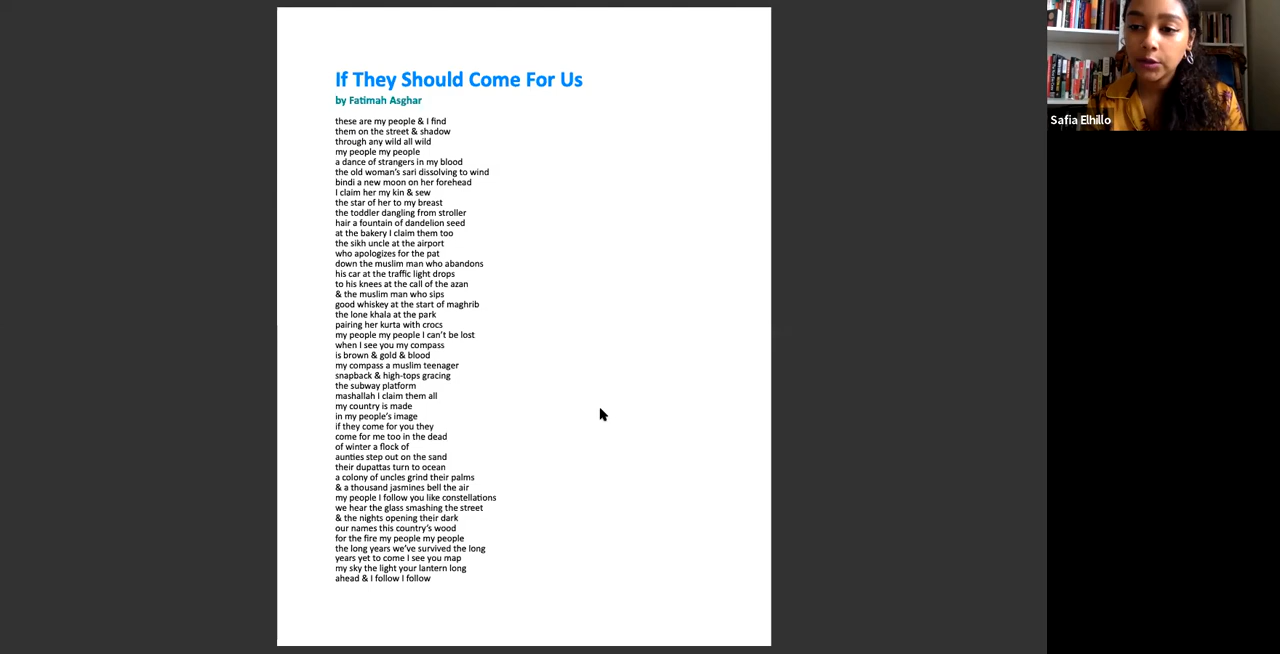 If They Should Come For Us
by Fatimah Asghar
these are my people & I find
them on the street & shadow
through any wild all wild
my people my people
a dance of strangers in my blood
the old woman's sari dissolving to wind
bindi a new moon on her forehead
I claim her my kin & sew
the star of her to my breast
the toddler dangling from stroller
hair a fountain of dandelion seed
at the bakery I claim them too
the sikh uncle at the airport
who apologizes for the pat
down the muslim man who abandons
his car at the traffic light drops
to his knees at the call of the azan
& the muslim man who sips
good whiskey at the start of maghrib
the lone khala at the park
pairing her kurta with crocs
my people my people I can't be lost
when I see you my compass
is brown & gold & blood
my compass a muslim teenager
snapback & high-tops gracing
the subway platform
mashallah I claim them all
my country is made
in my people's image
if they come for you they
come for me too in the dead
of winter a flock of
aunties step out on the sand
their dupattas turn to ocean
a colony of uncles grind their palms
& a thousand jasmines bell the air
my people I follow you like constellations
we hear the glass smashing the street
& the nights opening their dark
our names this country's wood
for the fire my people my people
the long years we've survived the long
years yet to come I see you map
my sky the light your lantern long
ahead & I follow I follow
Safia Elhillo